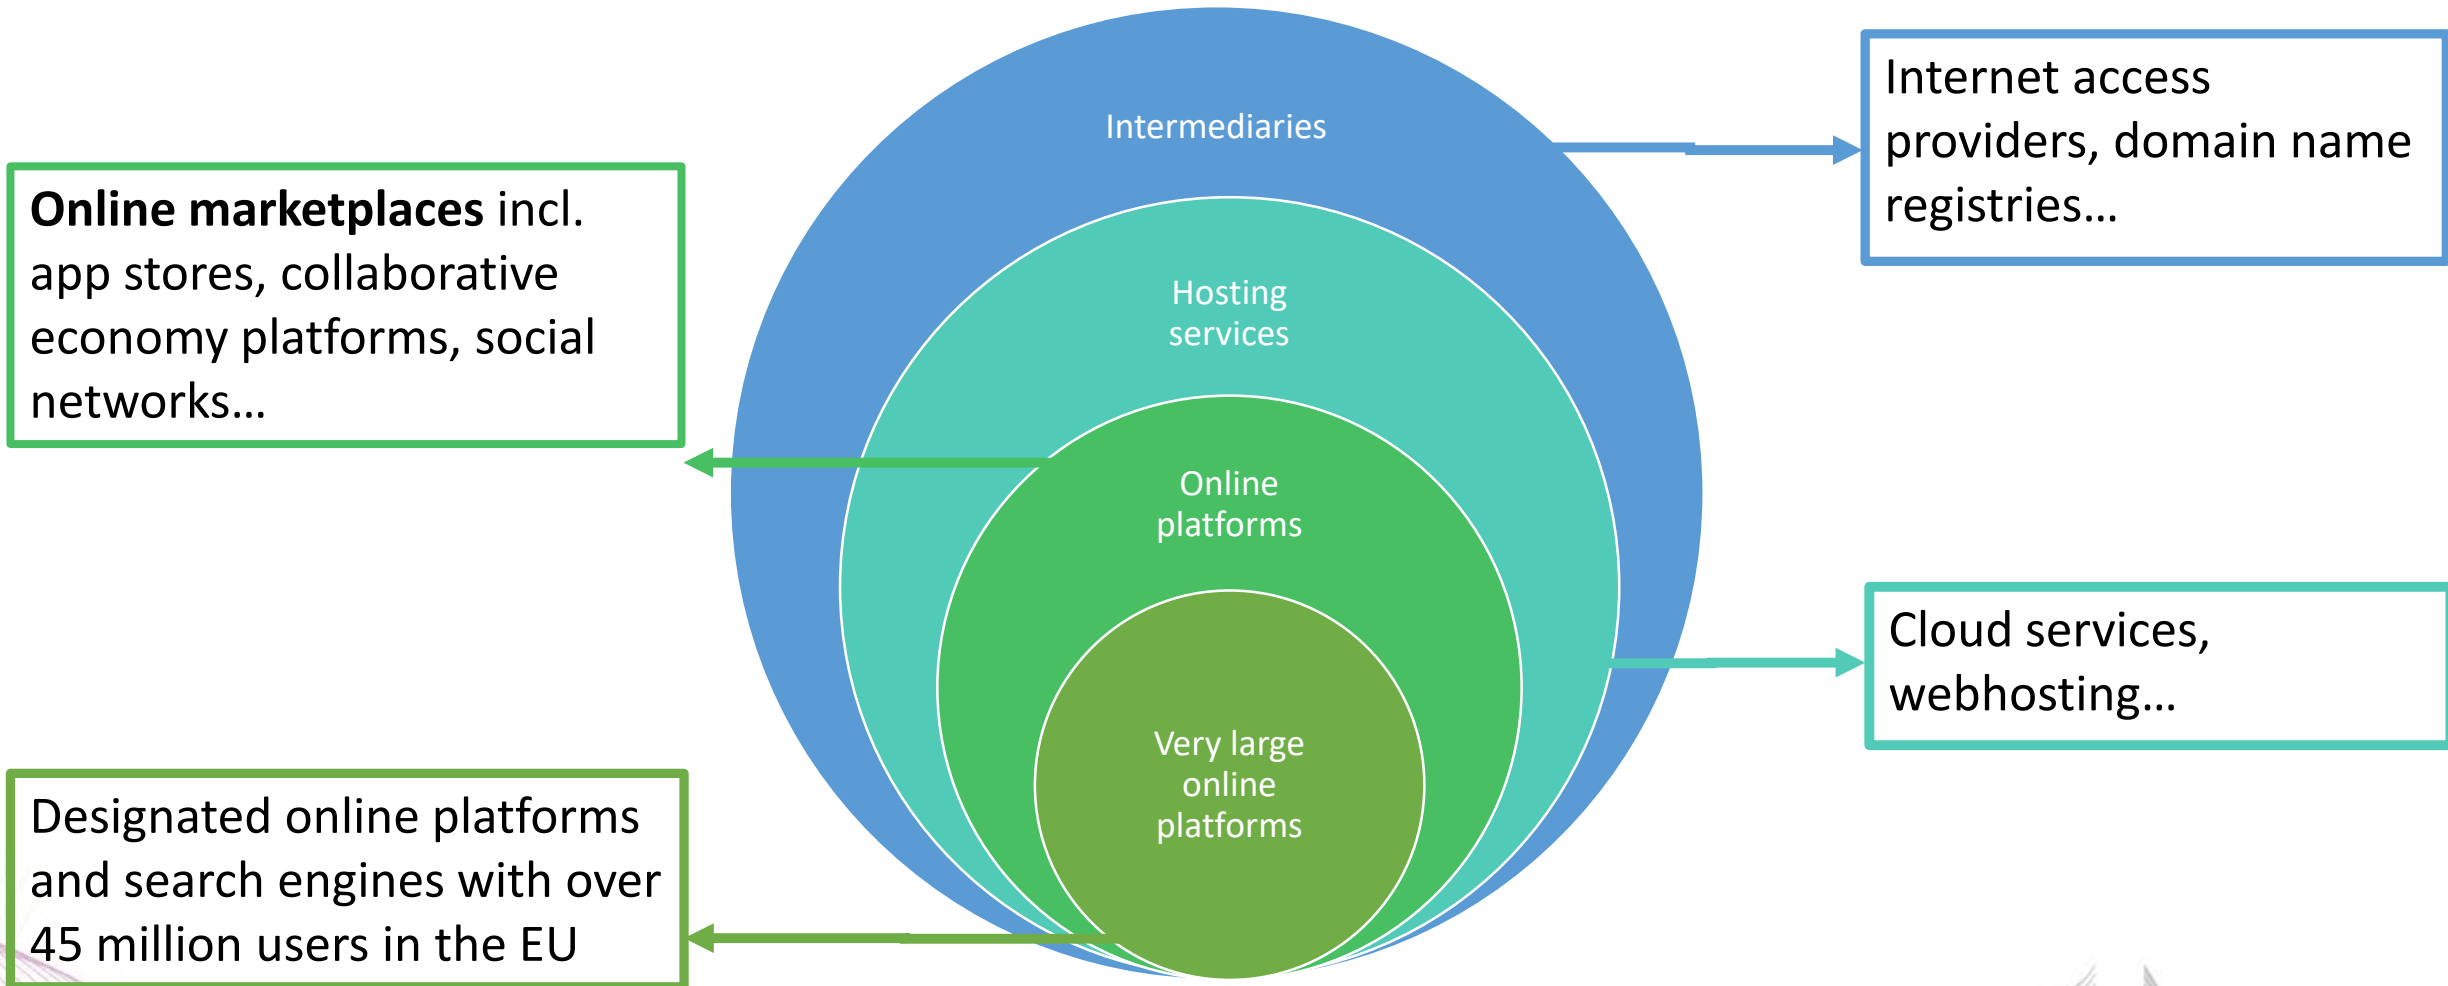 Intermediaries
Internet access
providers, domain name
registries...
Online marketplaces incl.
app stores, collaborative
economy platforms, social
networks...
Hosting
services
Online
platforms
Cloud services,
webhosting...
Very large
online
platforms
Designated online platforms
and search engines with over
45 million users in the EU